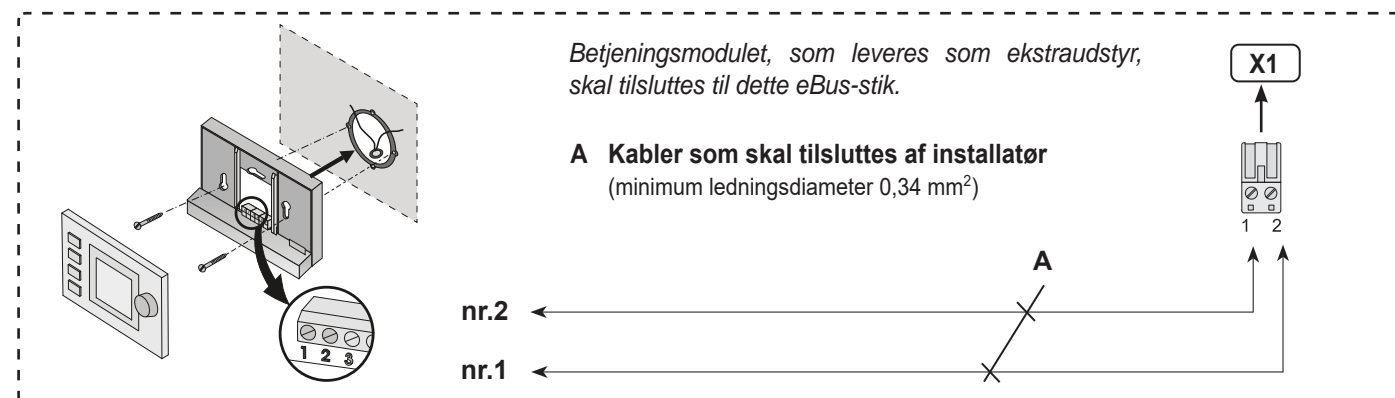 Betjeningsmodulet, som leveres som ekstraudstyr,
skal tilsluttes til dette eBus-stik.
X1
A Kabler som skal tilsluttes af installatør
(minimum ledningsdiameter 0,34 mm²)
1 2
A
nr.2
1 2 3
nr.1